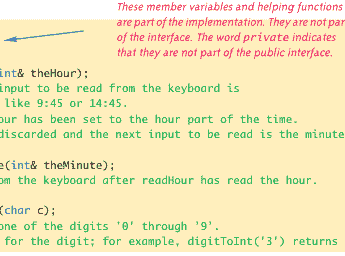 These member variables and helping functions
are part of the implementation. They are not par
of the interface. The word private indicates
that they are not part of the public interface.
int& theHour);
input to be read from the keyboard is
like 9:45 or 14:45.
our has been set to the hour part of the time.
discarded and the next input to be read is the minute
e(int& theMinute);
om the keyboard after readHour has read the hour.
(char c);
one of the digits '0' through '9'.
for the digit; for example, digitToInt('3') returns